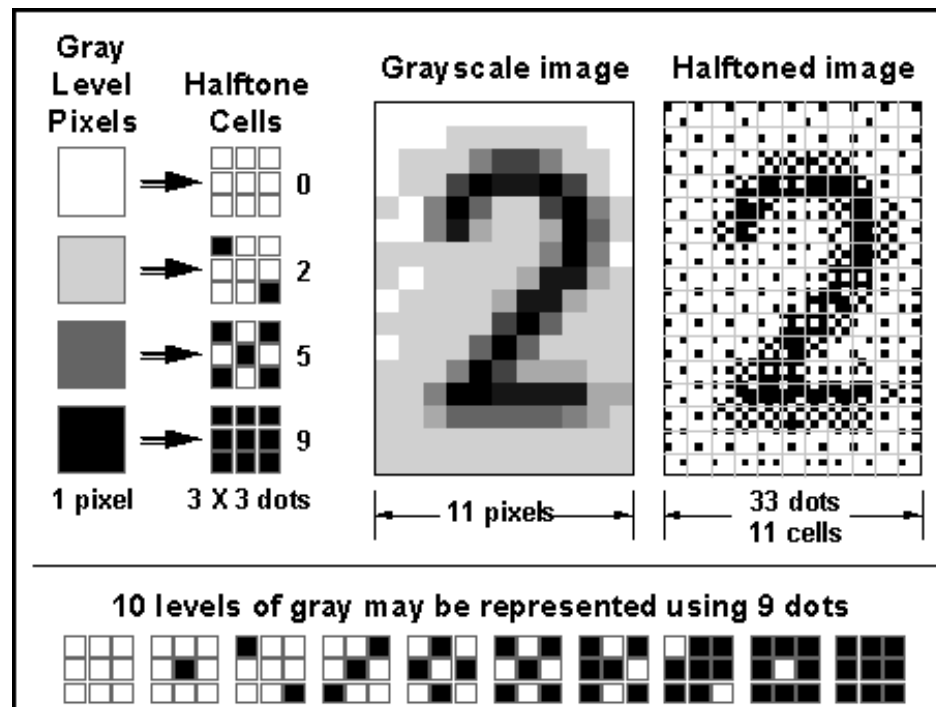 Gray
Level
Pixels
Halftone
Cells
Grayscale image
Halftoned image
0
2
5
9
1 pixel
3 X 3 dots
11 pixels
33 dots
11 cells
10 levels of gray may be represented using 9 dots